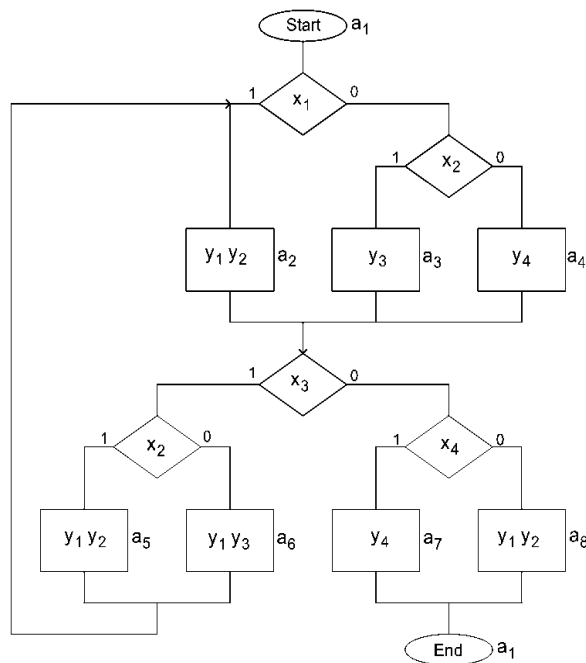 Start a₁
1 x₁ 0
1 x₂ 0
y₁ y₂ a₂ y₃ a₃ y₄ a₄
1 x₃ 0
1 x₂ 0 1 x₄ 0
y₁ y₂ a₅ y₁ y₃ a₆ y₄ a₇ y₁ y₂ a₈
End a₁